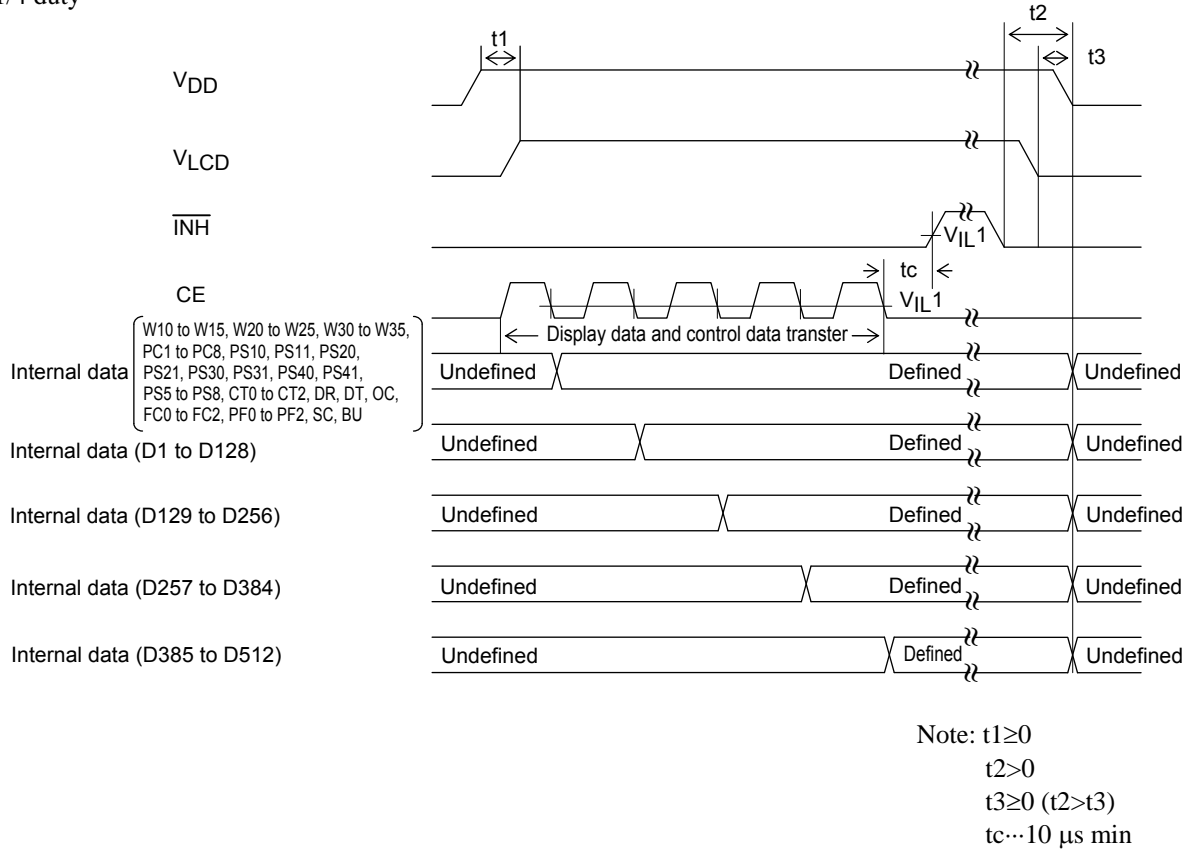 t2
t1
t3
VDD
VLCD
INH
VIL1
tc
CE
VIL1
W10 to W15, W20 to W25, W30 to W35,
PC1 to PC8, PS10, PS11, PS20,
PS21, PS30, PS31, PS40, PS41,
PS5 to PS8, CT0 to CT2, DR, DT, OC,
FC0 to FC2, PF0 to PF2, SC, BU
Display data and control data transter
Internal data
Undefined
Defined
Undefined
Internal data (D1 to D128)
Undefined
Defined
Undefined
Internal data (D129 to D256)
Undefined
Defined
Undefined
Internal data (D257 to D384)
Undefined
Defined
Undefined
Internal data (D385 to D512)
Undefined
Defined
Undefined
Note: t1≥0
t2>0
t3≥0 (t2>t3)
tc···10 μs min